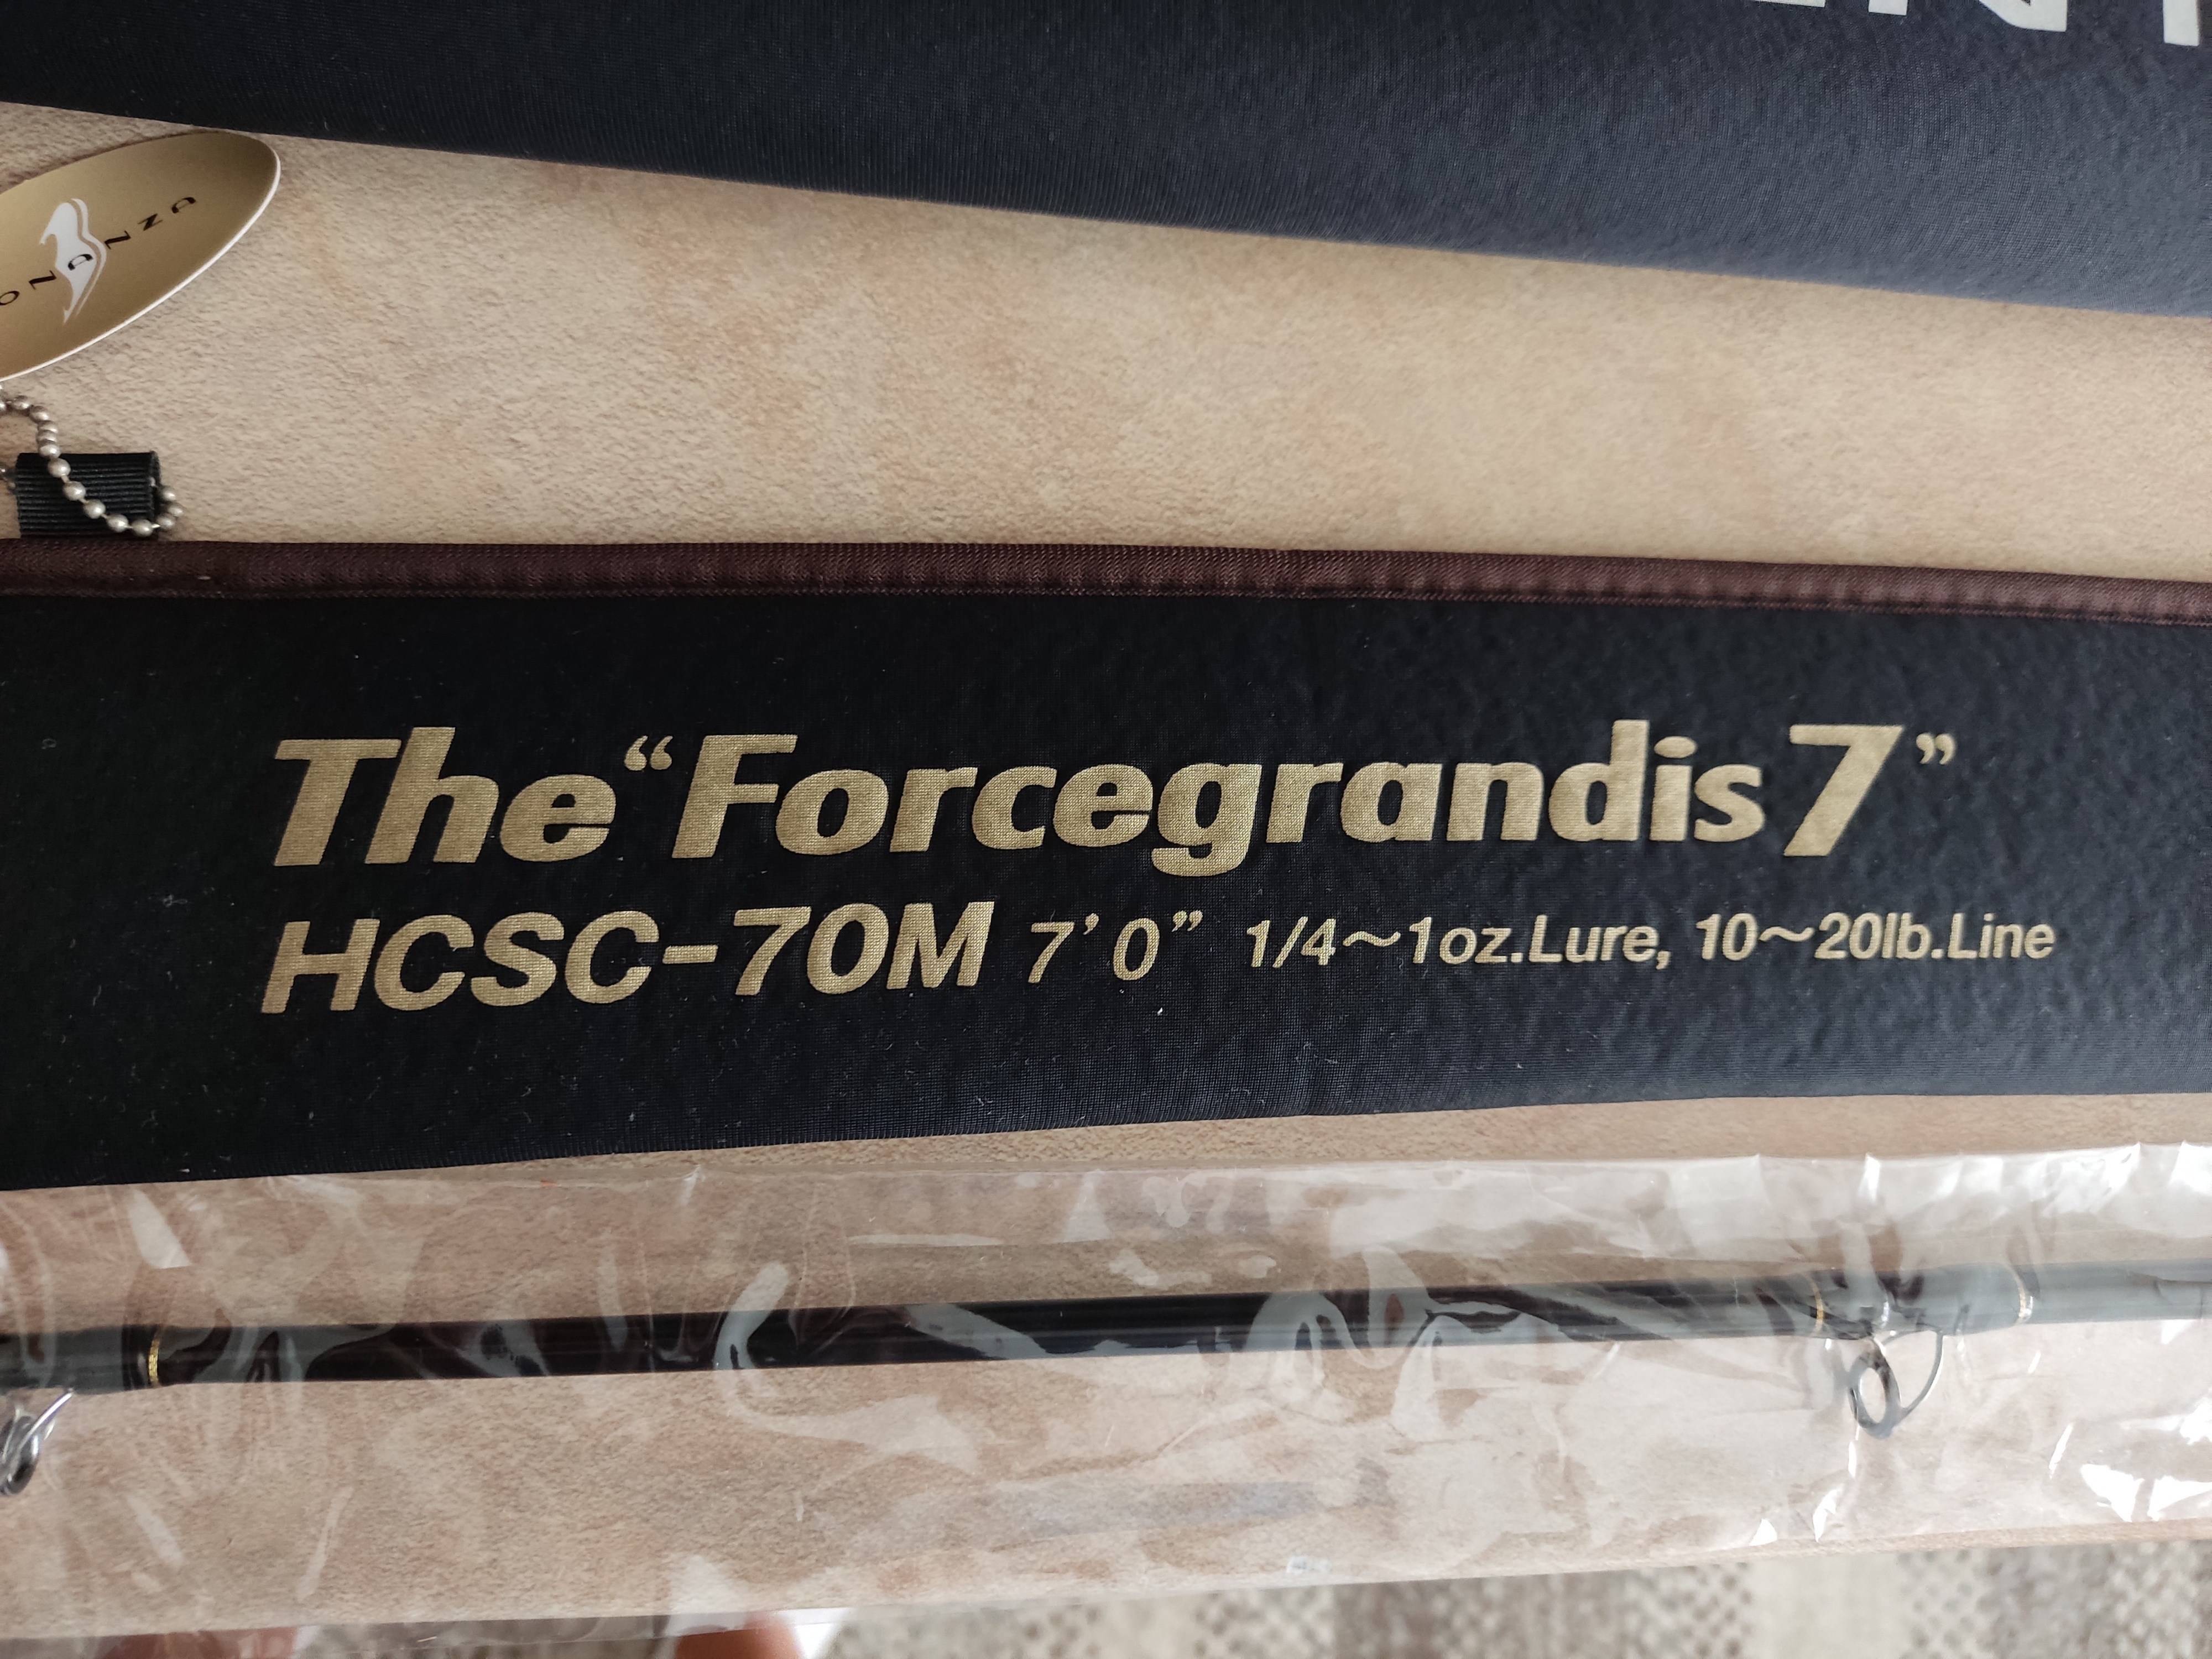 The “Forcegrandis 7”
HCSC-70M 7’0” 1/4~1oz.Lure, 10~20lb.Line